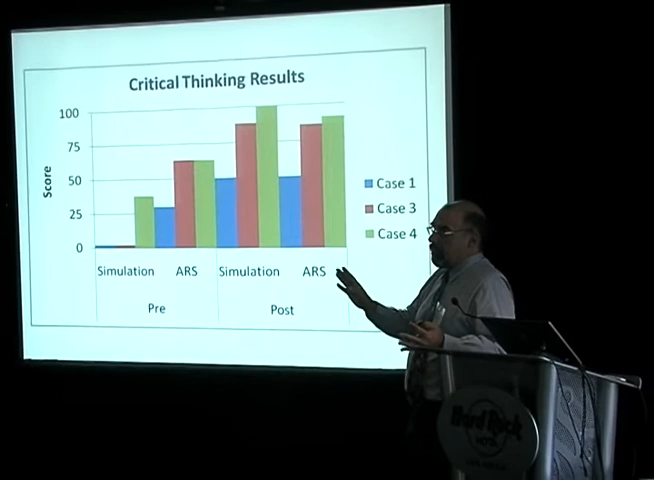 Critical Thinking Results
100
75
50
25
0
Score
Simulation ARS Simulation ARS
Pre Post
Case 1
Case 3
Case 4
Hard Rock
HOTEL